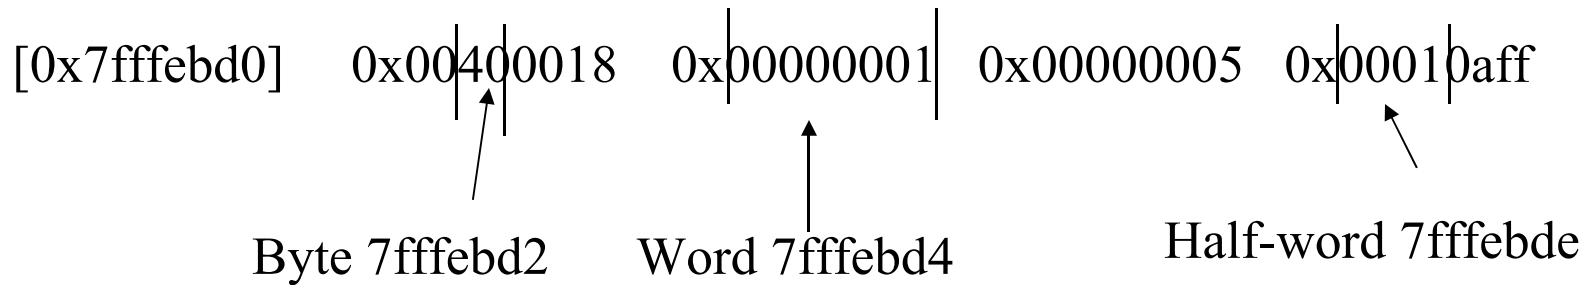 [0x7fffebd0] 0x00400018 0x00000001 0x00000005 0x00010aff
Byte 7fffebd2 Word 7fffebd4 Half-word 7fffebde